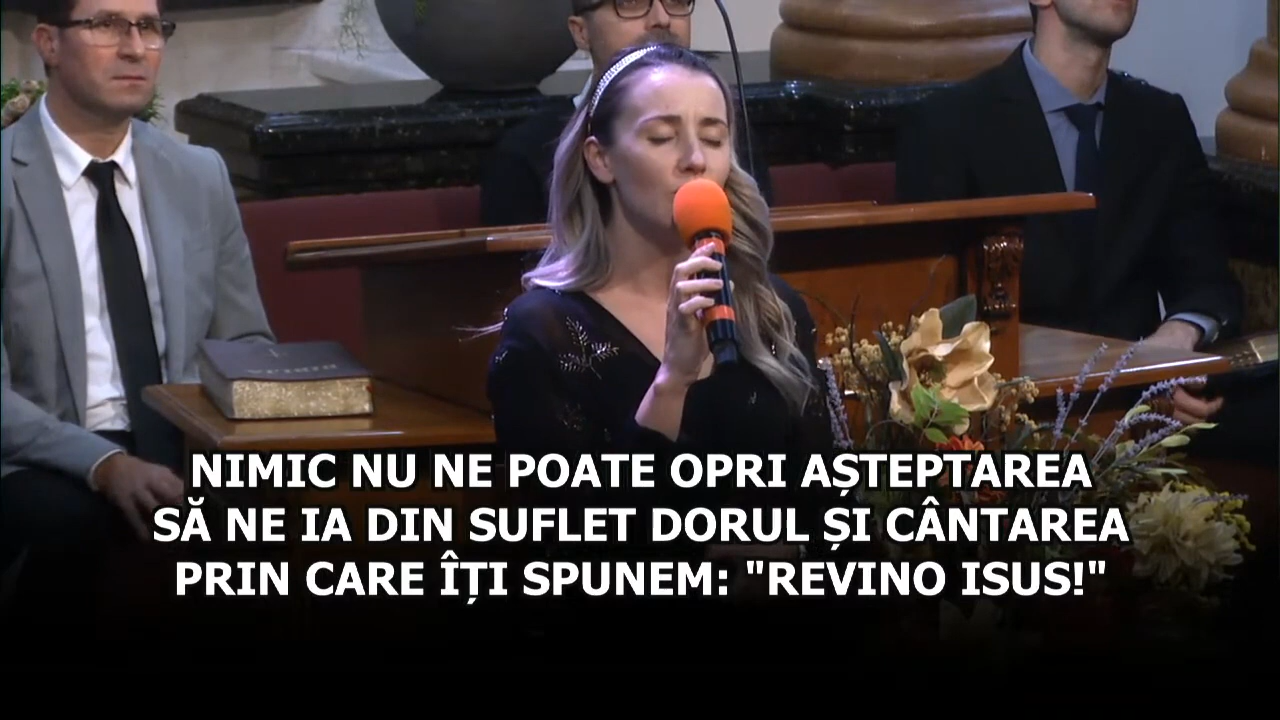 NIMIC NU NE POATE OPRI AȘTEPTAREA
SĂ NE IA DIN SUFLET DORUL ȘI CÂNTAREA
PRIN CARE ÎȚI SPUNEM: "REVINO ISUS!"
BIBLIA